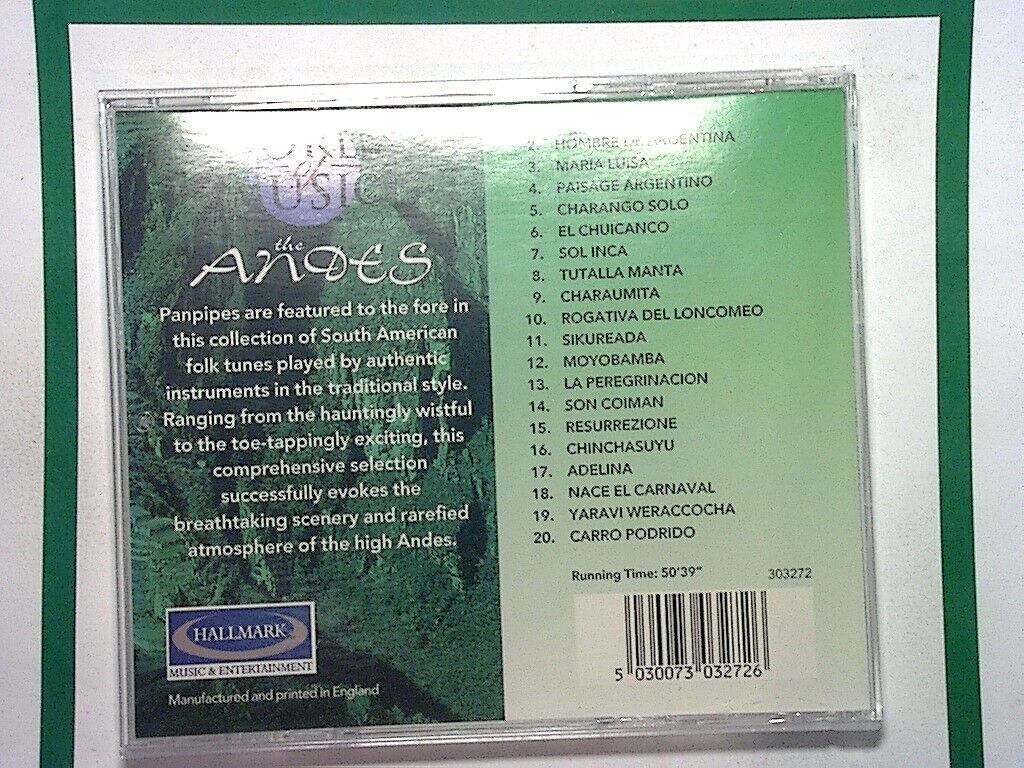 &
USIC
the
ANDES
Panpipes are featured to the fore in
this collection of South American
folk tunes played by authentic
instruments in the traditional style.
Ranging from the hauntingly wistful
to the toe-tappingly exciting, this
comprehensive selection
successfully evokes the
breathtaking scenery and rarefied
atmosphere of the high Andes.
HALLMARK
MUSIC & ENTERTAINMENT
Manufactured and printed in England
2. HOMBRE DE ARGENTINA
3. MARIA LUISA
4. PAISAGE ARGENTINO
5. CHARANGO SOLO
6. EL CHUICANCO
7. SOL INCA
8. TUTALLA MANTA
9. CHARAUMITA
10. ROGATIVA DEL LONCOMEO
11. SIKUREADA
12. MOYOBAMBA
13. LA PEREGRINACION
14. SON COIMAN
15. RESURREZIONE
16. CHINCHASUYU
17. ADELINA
18. NACE EL CARNAVAL
19. YARAVI WERACCOCHA
20. CARRO PODRIDO
Running Time: 50'39" 303272
5 030073 032726